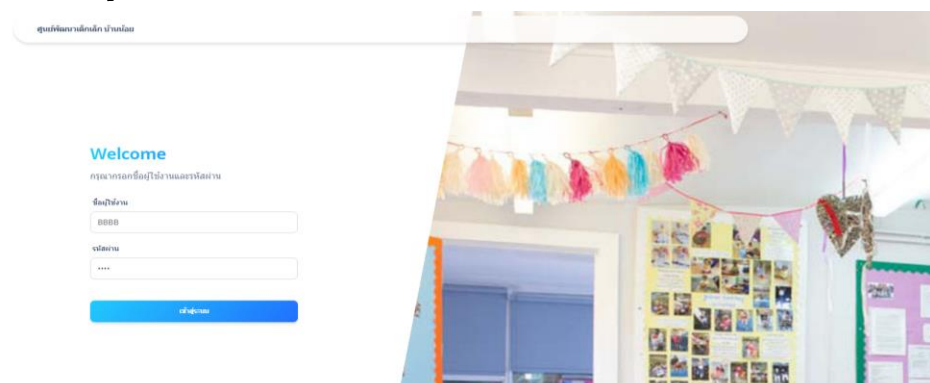 ศูนย์พัฒนาเด็กเล็ก บ้านน้อย
Welcome
กรุณากรอกชื่อผู้ใช้งานและรหัสผ่าน
ชื่อผู้ใช้งาน
BBBB
รหัสผ่าน
....
เข้าสู่ระบบ